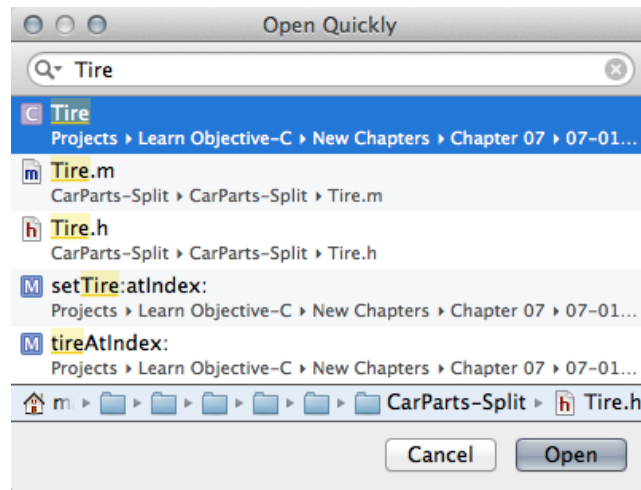 Open Quickly
Tire
C Tire
Projects ▸ Learn Objective-C ▸ New Chapters ▸ Chapter 07 ▸ 07-01...
m Tire.m
CarParts-Split ▸ CarParts-Split ▸ Tire.m
h Tire.h
CarParts-Split ▸ CarParts-Split ▸ Tire.h
M setTire:atIndex:
Projects ▸ Learn Objective-C ▸ New Chapters ▸ Chapter 07 ▸ 07-01...
M tireAtIndex:
Projects ▸ Learn Objective-C ▸ New Chapters ▸ Chapter 07 ▸ 07-01...
m ▸ ▸ ▸ ▸ ▸ ▸ CarParts-Split ▸ h Tire.h
Cancel Open